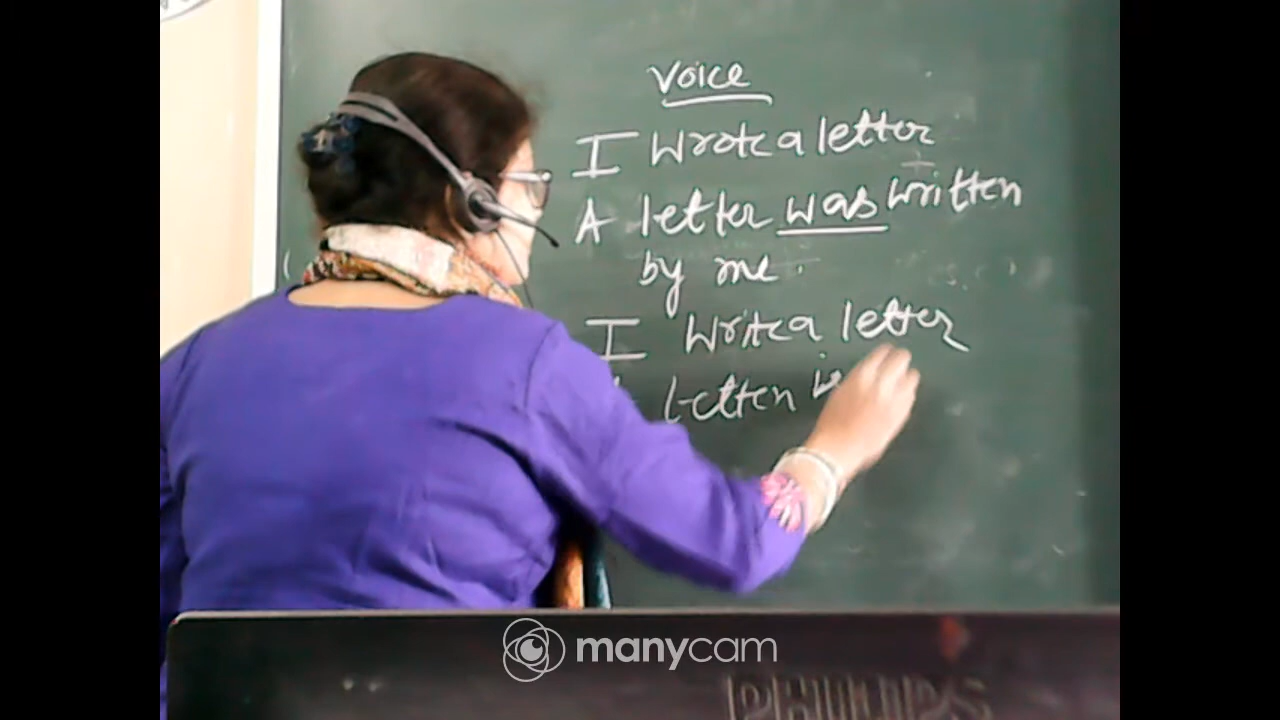 Voice
I wrote a letter
A letter was written
by me.
I write a letter
letter is
manycam
PHILIPS